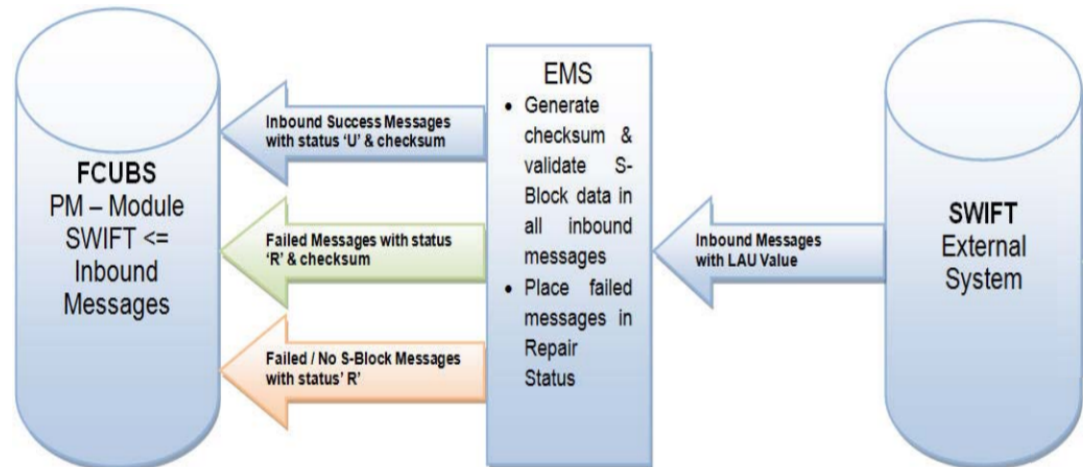 FCUBS
PM – Module
SWIFT <=
Inbound
Messages
Inbound Success Messages
with status 'U' & checksum
Failed Messages with status
'R' & checksum
Failed / No S-Block Messages
with status' R'
EMS
• Generate
checksum &
validate S-
Block data in
all inbound
messages
• Place failed
messages in
Repair
Status
Inbound Messages
with LAU Value
SWIFT
External
System